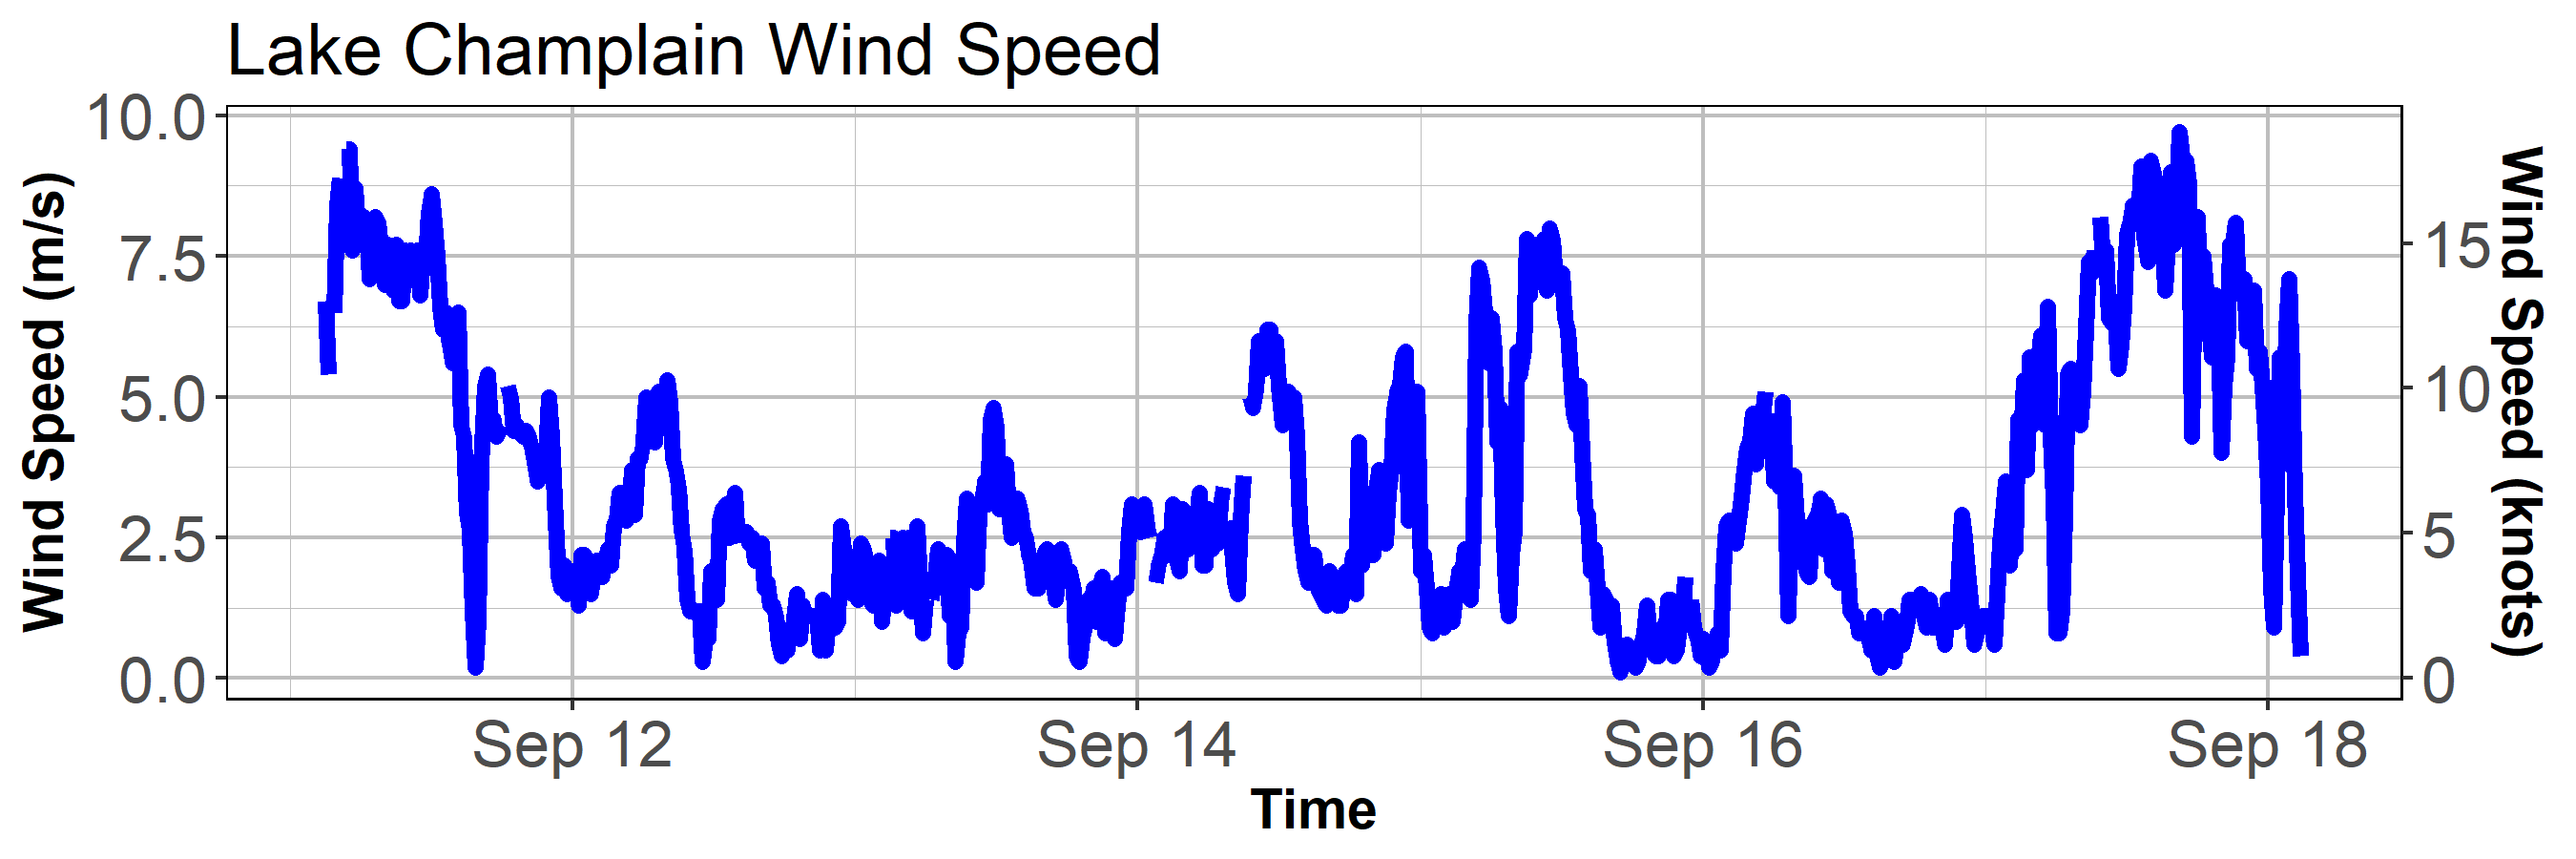 Lake Champlain Wind Speed
Wind Speed (m/s)
10.0
7.5
5.0
2.5
0.0
Wind Speed (knots)
15
10
5
0
Sep 12
Sep 14
Sep 16
Sep 18
Time